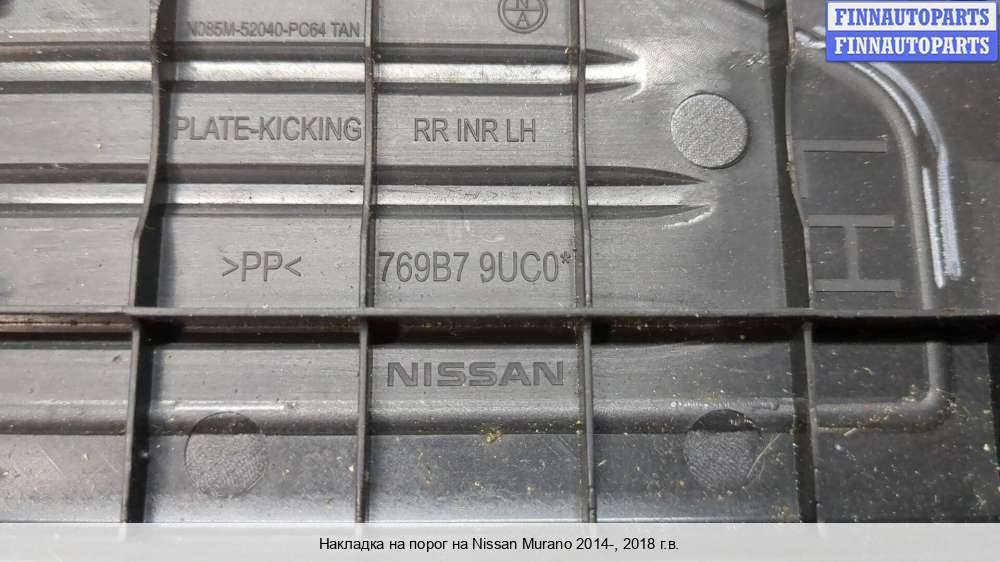 FINNAUTOPARTS
FINNAUTOPARTS
N085M-52040-PC64 TAN
N
A
PLATE-KICKING RR INR LH
LH
>PP< 769B7 9UC0*
NISSAN
Накладка на порог на Nissan Murano 2014-, 2018 г.в.